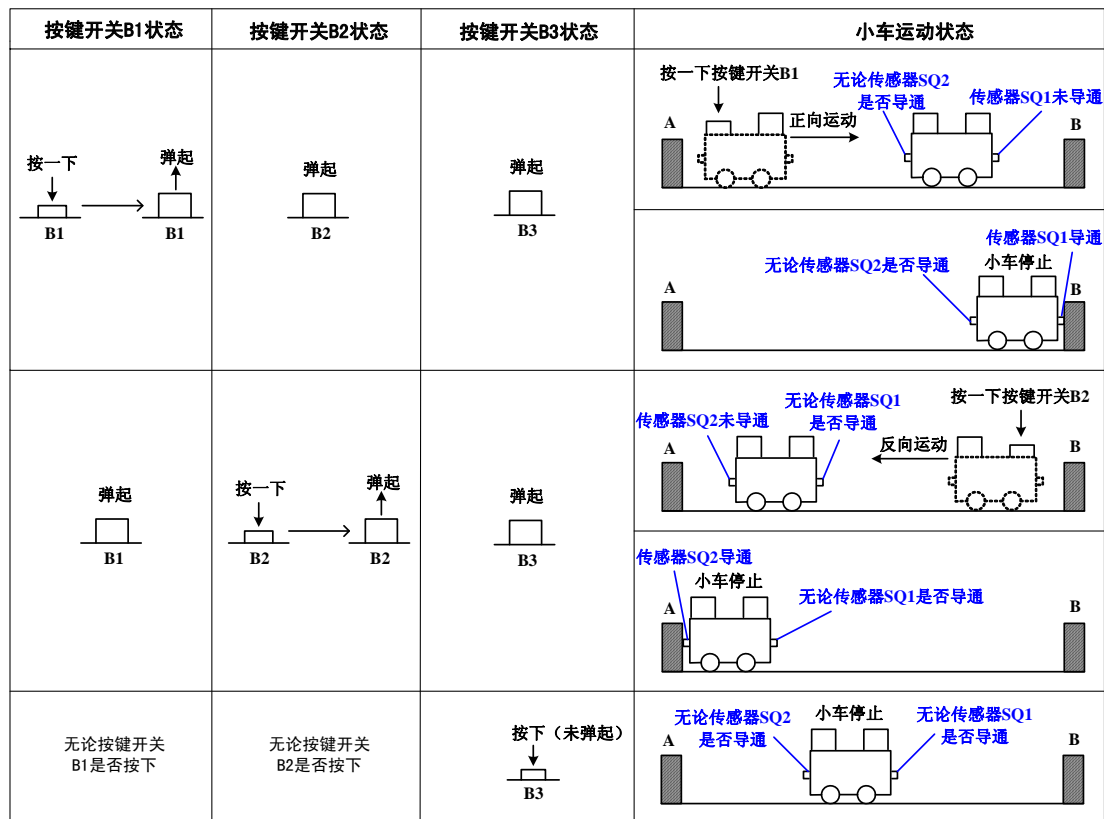 按键开关B1状态
按键开关B2状态
按键开关B3状态
小车运动状态
按一下
弹起
B1
B1
弹起
B2
弹起
B3
按一下按键开关B1
A
正向运动
无论传感器SQ2
是否导通
传感器SQ1未导通
B
A
无论传感器SQ2是否导通
传感器SQ1导通
小车停止
B
弹起
B1
按一下
弹起
B2
B2
弹起
B3
传感器SQ2未导通
A
无论传感器SQ1
是否导通
反向运动
按一下按键开关B2
B
传感器SQ2导通
小车停止
A
无论传感器SQ1是否导通
B
无论按键开关
B1是否按下
无论按键开关
B2是否按下
按下（未弹起）
B3
A
无论传感器SQ2
是否导通
小车停止
无论传感器SQ1
是否导通
B